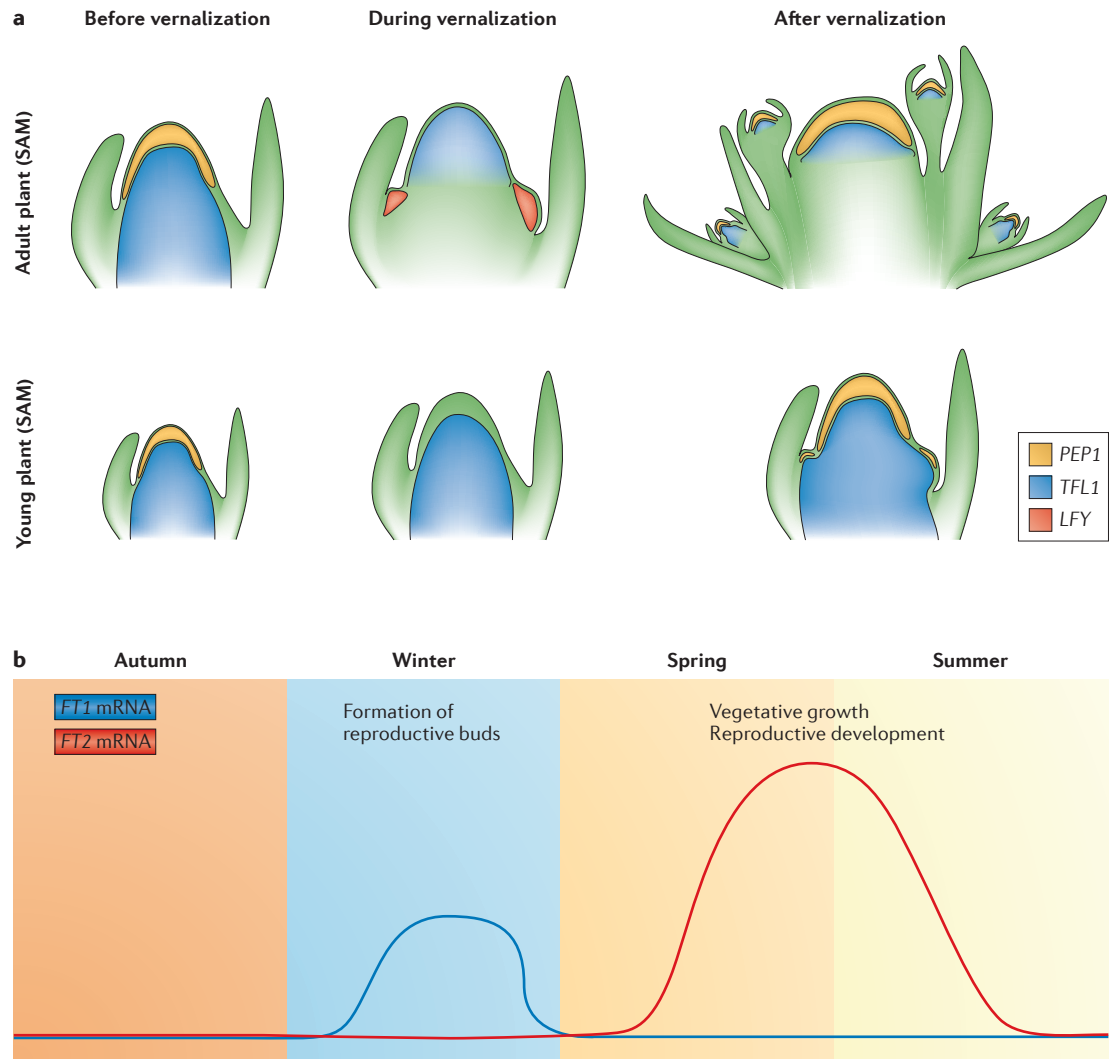 a
Before vernalization
During vernalization
After vernalization
Adult plant (SAM)
Young plant (SAM)
PEP1
TFL1
LFY
b
Autumn
Winter
Spring
Summer
FT1 mRNA
FT2 mRNA
Formation of
reproductive buds
Vegetative growth
Reproductive development